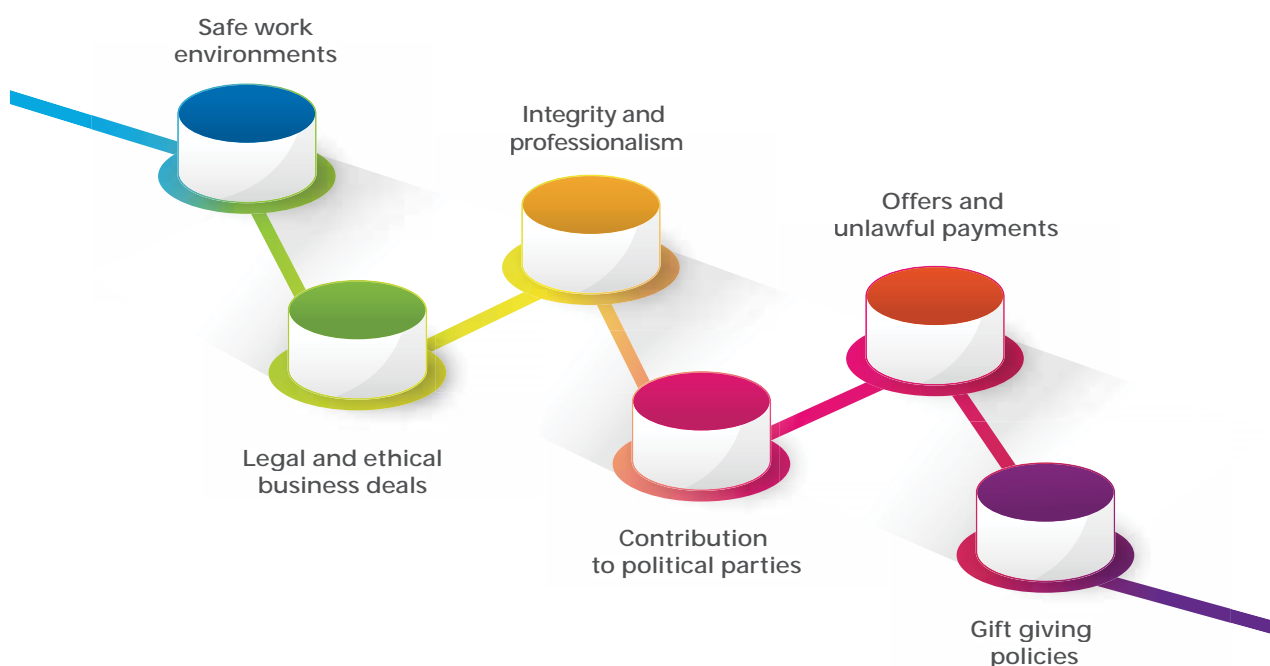 Safe work
environments
Integrity and
professionalism
Offers and
unlawful payments
Legal and ethical
business deals
Contribution
to political parties
Gift giving
policies